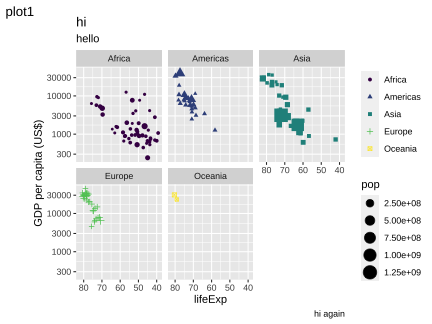 plot1
hi
hello
Africa
Americas
Asia
30000
10000
3000
1000
300
80 70 60 50 40
Europe
Oceania
30000
10000
3000
1000
300
80 70 60 50 40
80 70 60 50 40
GDP per capita (US$)
lifeExp
Africa
Americas
Asia
Europe
Oceania
pop
2.50e+08
5.00e+08
7.50e+08
1.00e+09
1.25e+09
hi again